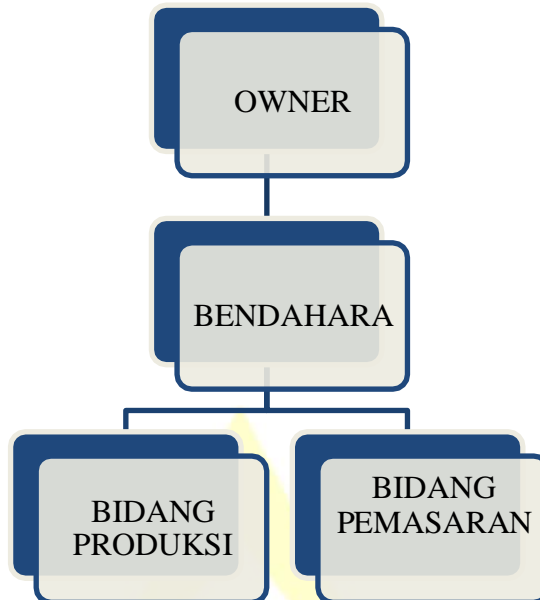 OWNER
BENDAHARA
BIDANG
PRODUKSI
BIDANG
PEMASARAN